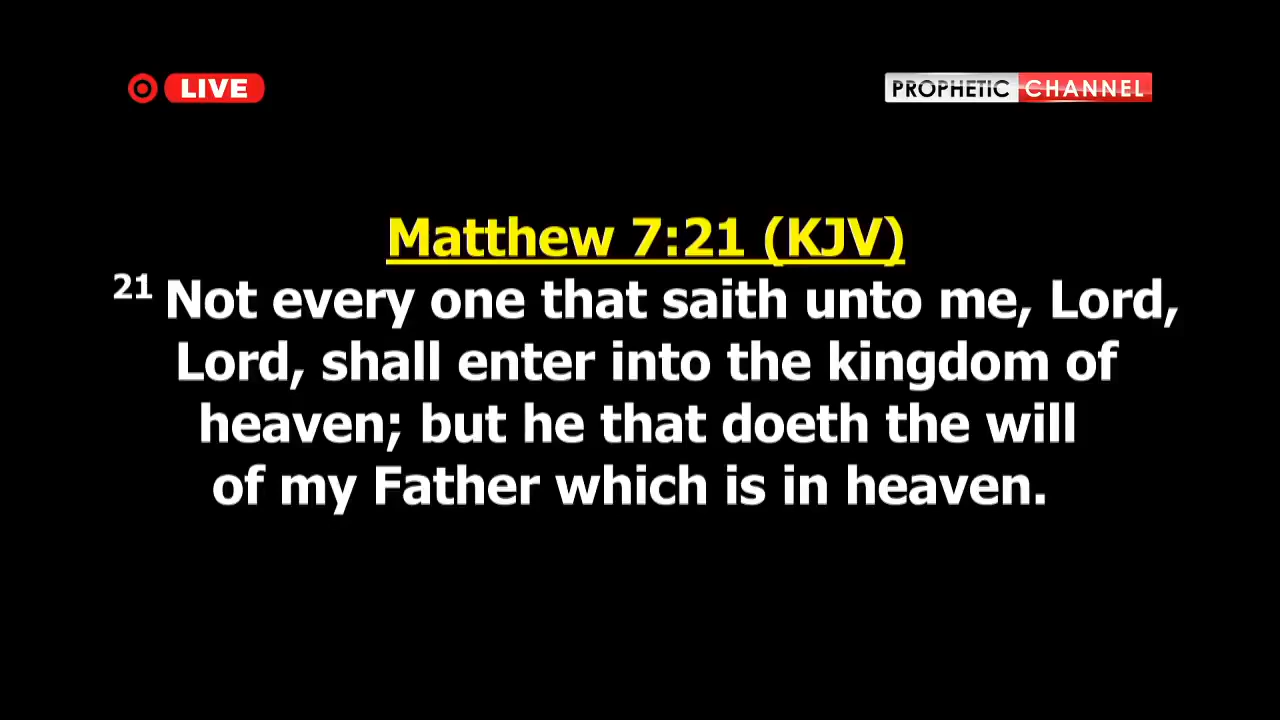 LIVE
PROPHETIC CHANNEL
Matthew 7:21 (KJV)
21 Not every one that saith unto me, Lord,
Lord, shall enter into the kingdom of
heaven; but he that doeth the will
of my Father which is in heaven.